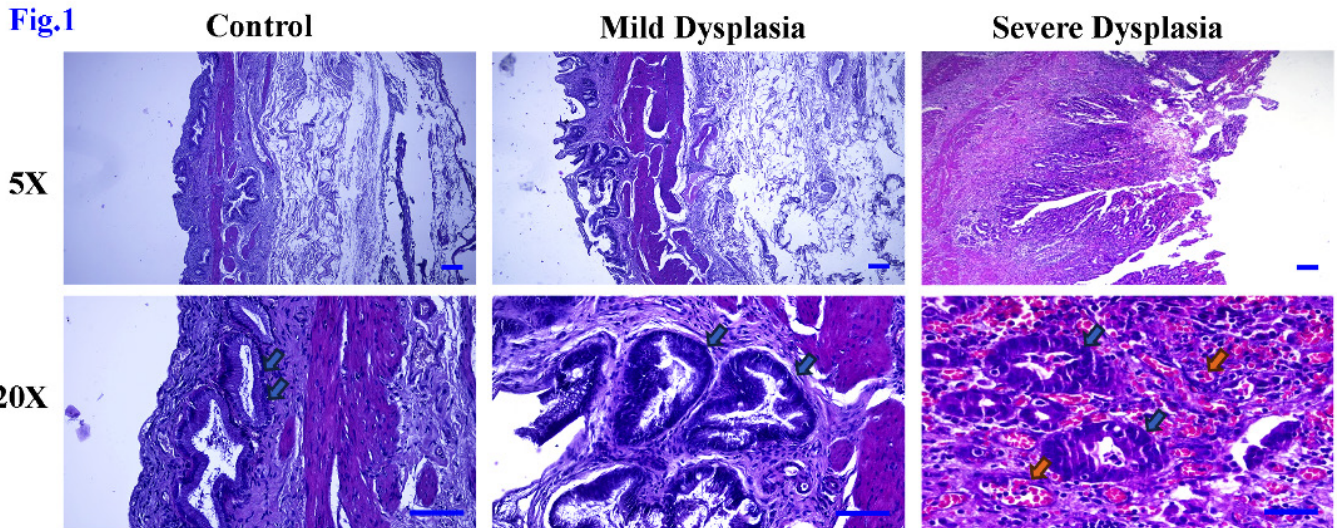 Fig.1
Control
Mild Dysplasia
Severe Dysplasia
5X
20X